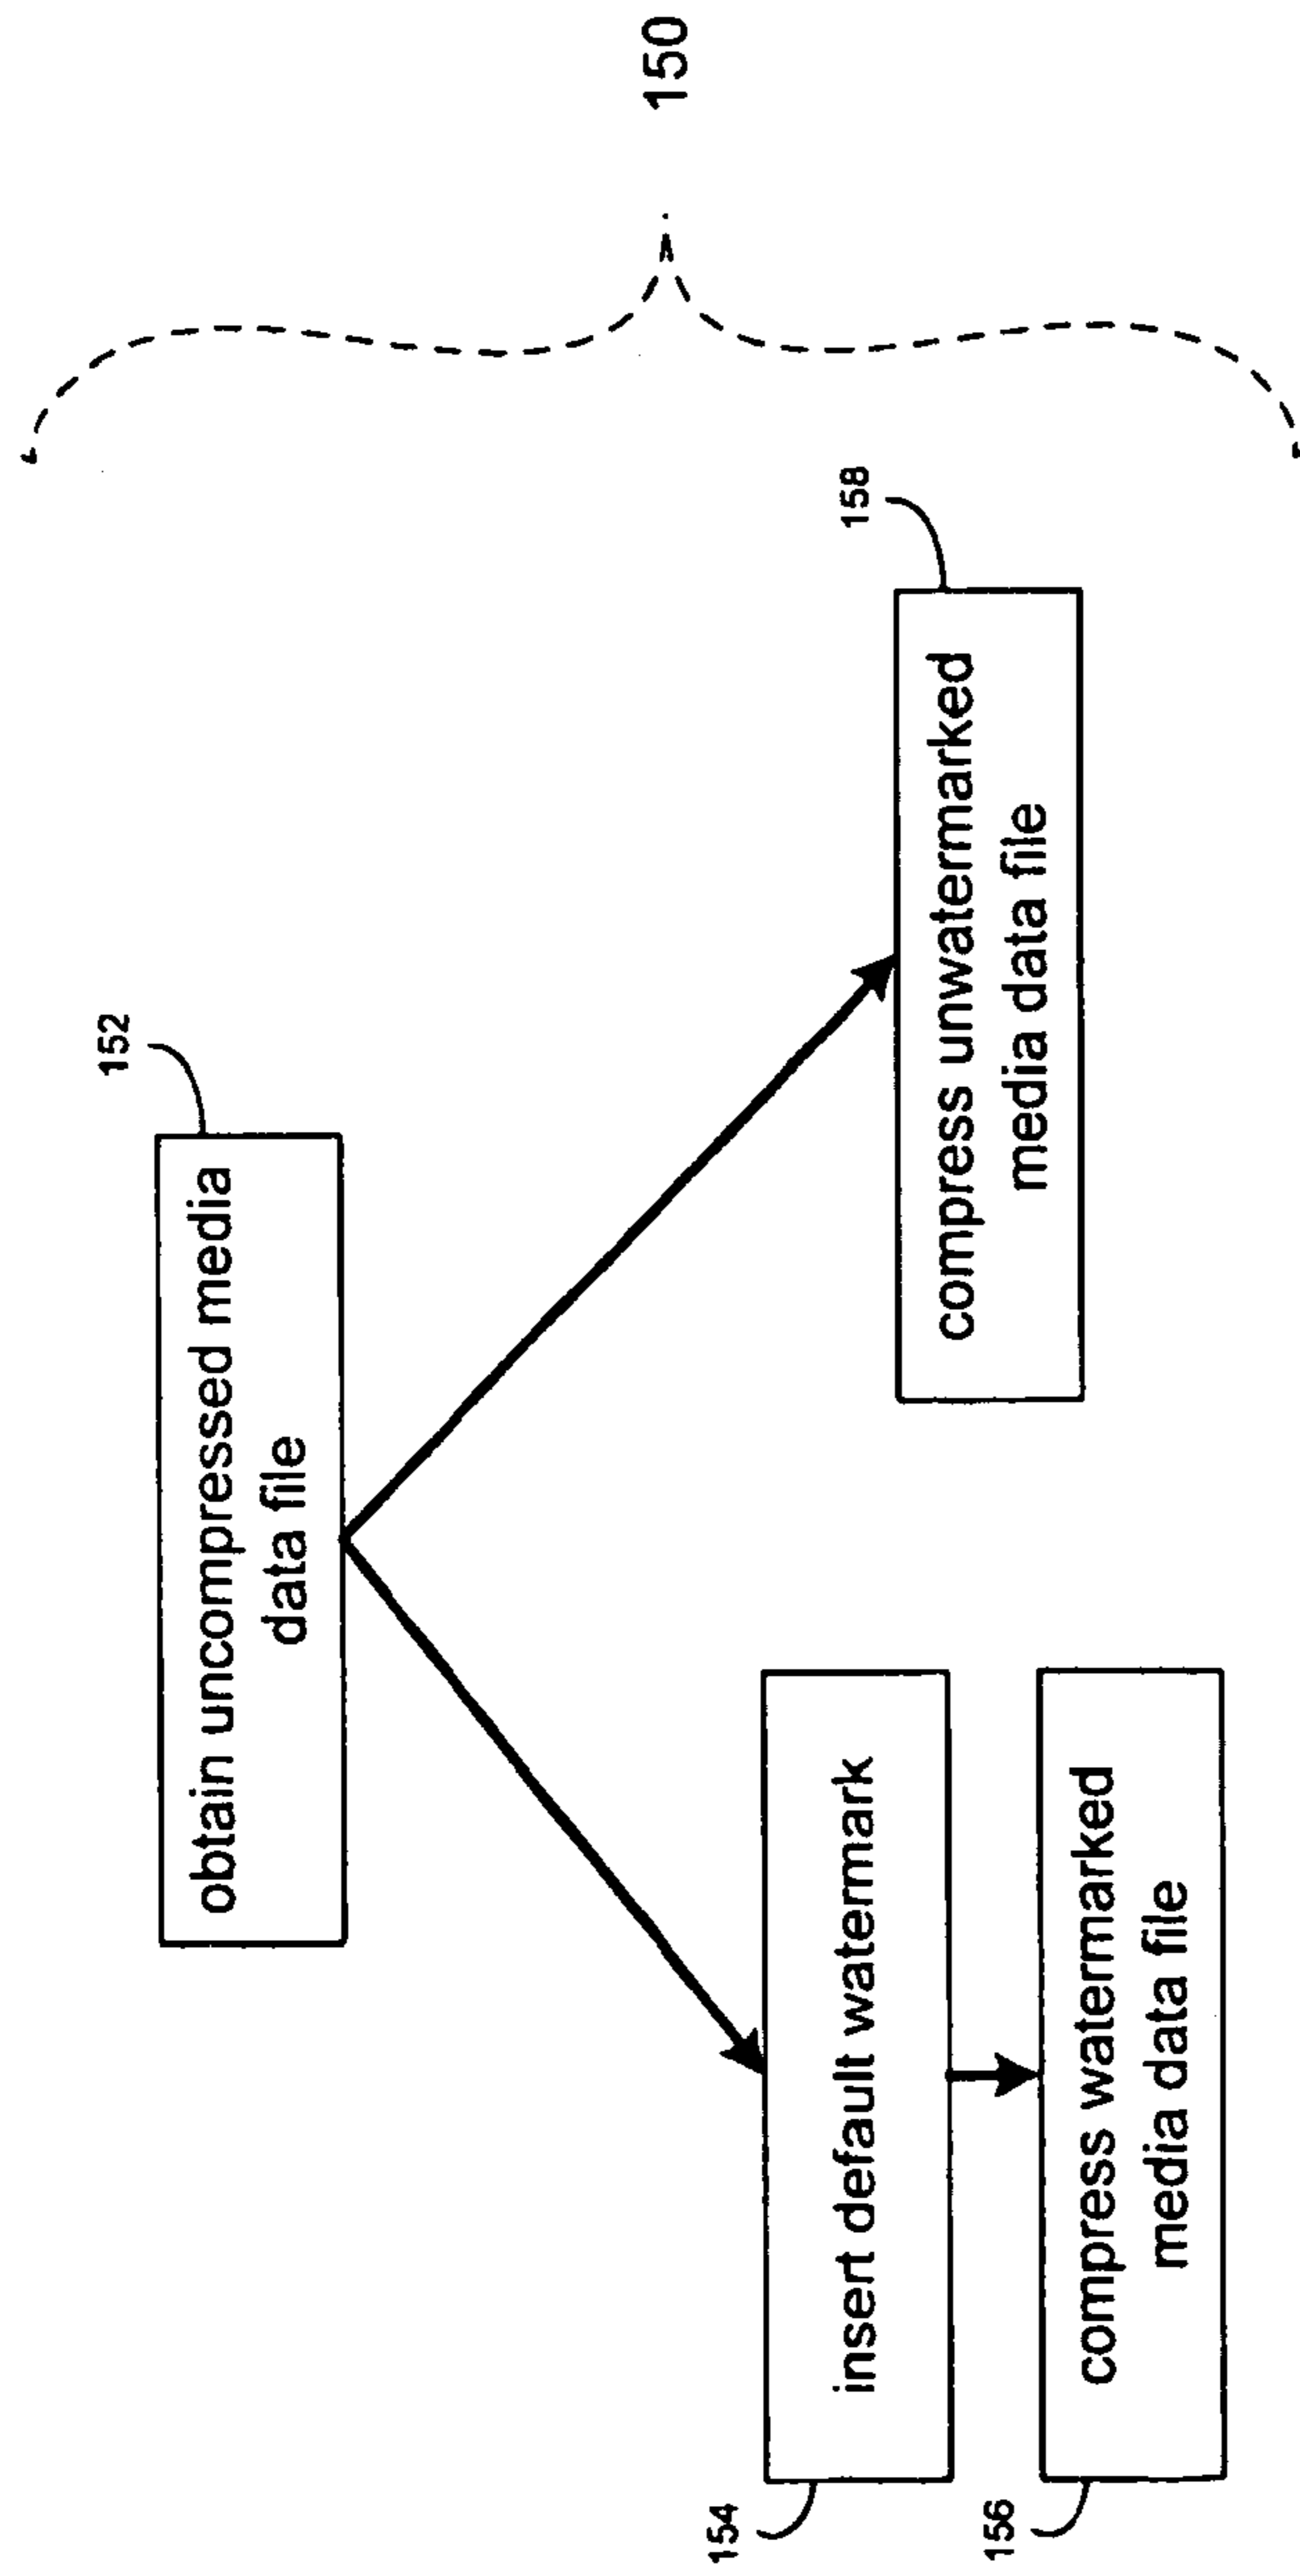 152
obtain uncompressed media
data file
154
insert default watermark
156
compress watermarked
media data file
158
compress unwatermarked
media data file
150